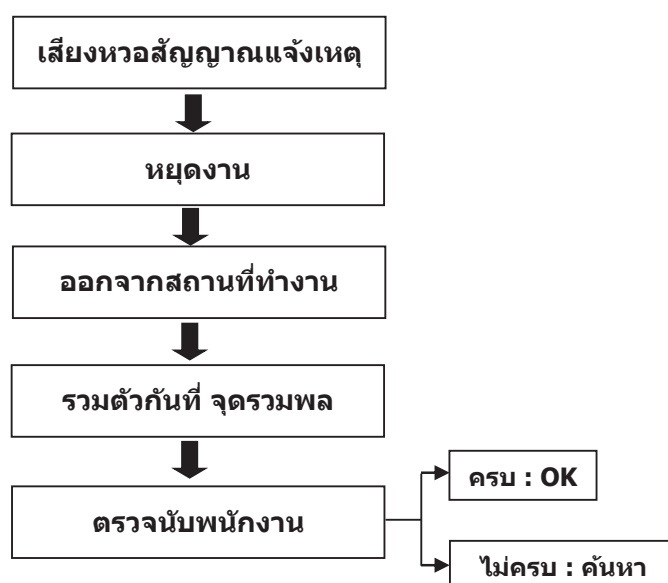 เสียงหวอสัญญาณแจ้งเหตุ
หยุดงาน
ออกจากสถานที่ทำงาน
รวมตัวกันที่ จุดรวมพล
ตรวจนับพนักงาน
ครบ : OK
ไม่ครบ : ค้นหา